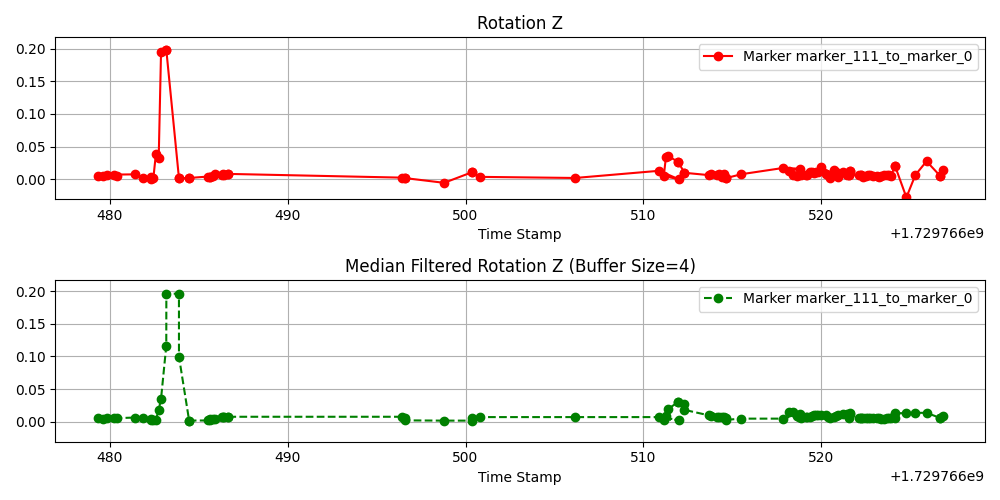 Rotation Z
Marker marker_111_to_marker_0
0.20
0.15
0.10
0.05
0.00
480
490
500
510
520
Time Stamp
+1.729766e9
Median Filtered Rotation Z (Buffer Size=4)
Marker marker_111_to_marker_0
0.20
0.15
0.10
0.05
0.00
480
490
500
510
520
Time Stamp
+1.729766e9